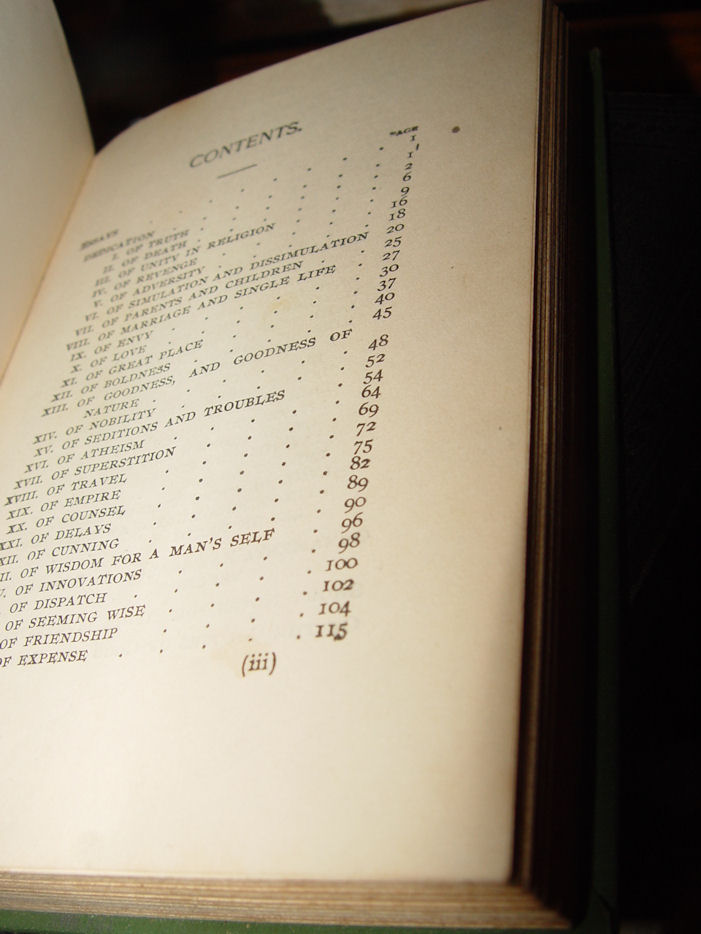 CONTENTS.
PAGE
ESSAYS . . . . . 1
DEDICATION . . . . . 1
I. OF TRUTH . . . . . 2
II. OF DEATH . . . . . 6
III. OF UNITY IN RELIGION . . . 9
IV. OF REVENGE . . . . . 16
V. OF ADVERSITY . . . . . 18
VI. OF SIMULATION AND DISSIMULATION 20
VII. OF PARENTS AND CHILDREN . . 25
VIII. OF MARRIAGE AND SINGLE LIFE . 27
IX. OF ENVY . . . . . 30
X. OF LOVE . . . . . 37
XI. OF GREAT PLACE . . . . 40
XII. OF BOLDNESS . . . . . 45
XIII. OF GOODNESS, AND GOODNESS OF
NATURE . . . . . 48
XIV. OF NOBILITY . . . . . 52
XV. OF SEDITIONS AND TROUBLES . . 54
XVI. OF ATHEISM . . . . . 64
XVII. OF SUPERSTITION . . . . 69
XVIII. OF TRAVEL . . . . . 72
XIX. OF EMPIRE . . . . . 75
XX. OF COUNSEL . . . . . 82
XXI. OF DELAYS . . . . . 89
XII. OF CUNNING . . . . . 90
II. OF WISDOM FOR A MAN'S SELF . 96
V. OF INNOVATIONS . . . . 98
. OF DISPATCH . . . . . 100
OF SEEMING WISE . . . . 102
OF FRIENDSHIP . . . . . 104
OF EXPENSE . . . . . 115
(iii)